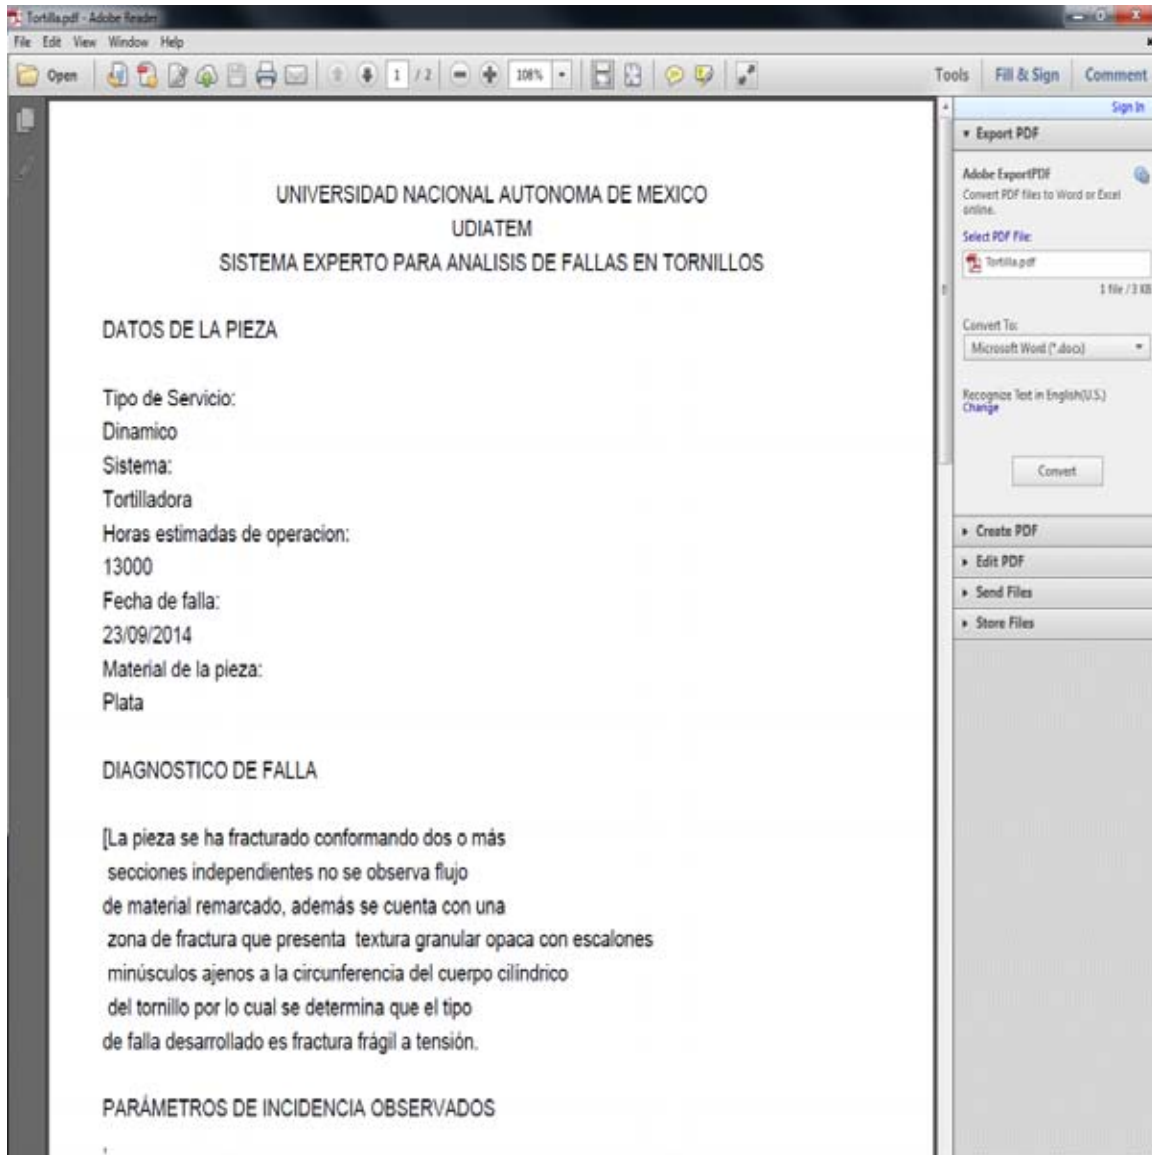 Tortilla.pdf - Adobe Reader
File Edit View Window Help
Open 1 / 2 108% Tools Fill & Sign Comment
Sign In
Export PDF
Adobe ExportPDF
Convert PDF files to Word or Excel
online.
Select PDF File:
Tortilla.pdf
1 file / 3 KB
Convert To:
Microsoft Word (*.docx)
Recognize Text in English(U.S.)
Change
Convert
Create PDF
Edit PDF
Send Files
Store Files
UNIVERSIDAD NACIONAL AUTONOMA DE MEXICO
UDIATEM
SISTEMA EXPERTO PARA ANALISIS DE FALLAS EN TORNILLOS
DATOS DE LA PIEZA
Tipo de Servicio:
Dinamico
Sistema:
Tortilladora
Horas estimadas de operacion:
13000
Fecha de falla:
23/09/2014
Material de la pieza:
Plata
DIAGNOSTICO DE FALLA
[La pieza se ha fracturado conformando dos o más
secciones independientes no se observa flujo
de material remarcado, además se cuenta con una
zona de fractura que presenta textura granular opaca con escalones
minúsculos ajenos a la circunferencia del cuerpo cilíndrico
del tornillo por lo cual se determina que el tipo
de falla desarrollado es fractura frágil a tensión.
PARÁMETROS DE INCIDENCIA OBSERVADOS
,